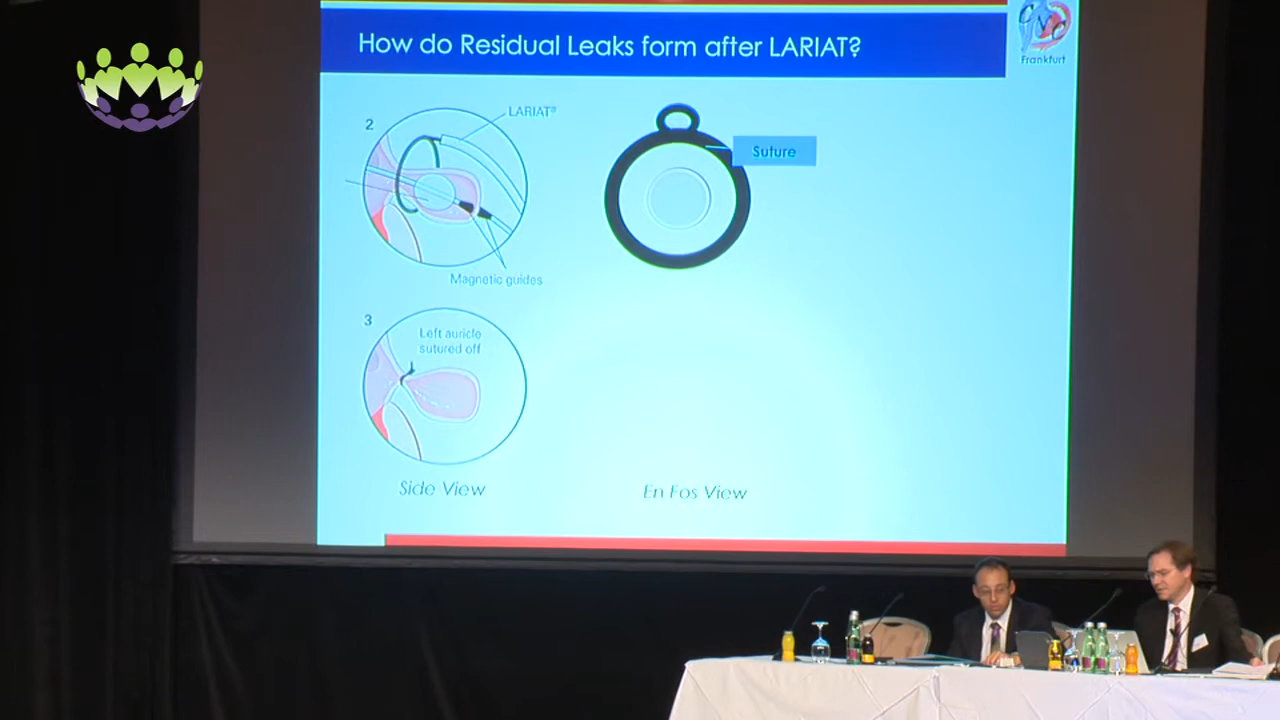 How do Residual Leaks form after LARIAT?
CVC
Frankfurt
2
LARIAT®
Magnetic guides
Suture
3
Left auricle
sutured off
Side View
En Fos View